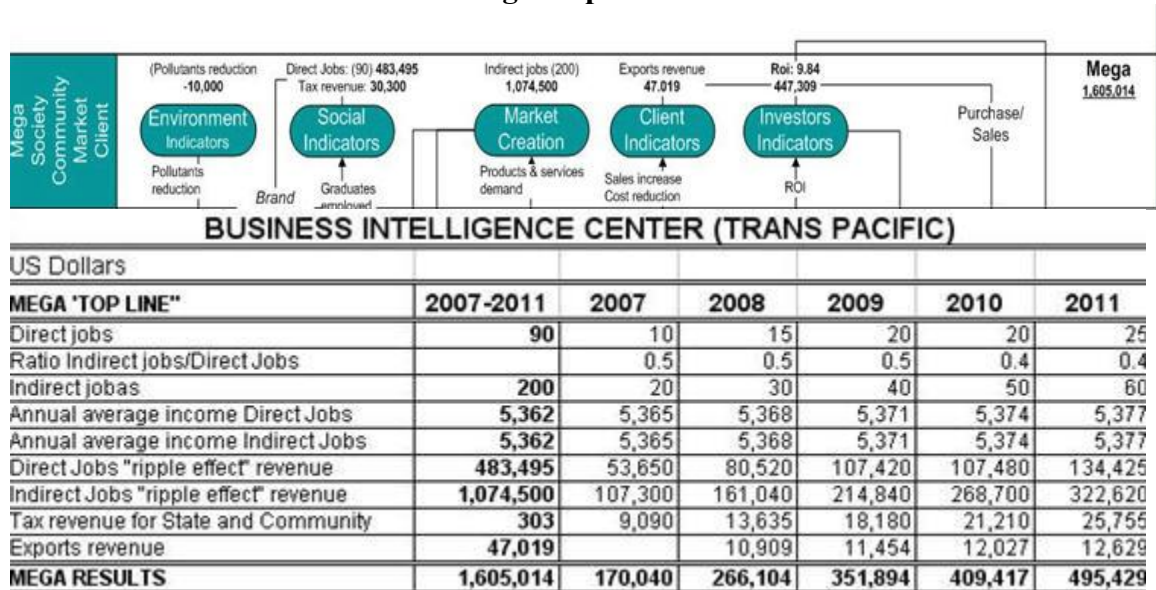 Mega
Society
Community
Market
Client
(Pollutants reduction
-10,000
Environment
Indicators
Pollutants
reduction
Direct Jobs: (90) 483,495
Tax revenue: 30,300
Social
Indicators
Brand
Graduates
employed
Indirect jobs (200)
1,074,500
Market
Creation
Products & services
demand
Exports revenue
47.019
Client
Indicators
Sales increase
Cost reduction
Roi: 9.84
447,309
Investors
Indicators
ROI
Purchase/
Sales
Mega
1,605,014
BUSINESS INTELLIGENCE CENTER (TRANS PACIFIC)
US Dollars
MEGA 'TOP LINE" 2007-2011 2007 2008 2009 2010 2011
Direct jobs 90 10 15 20 20 25
Ratio Indirect jobs/Direct Jobs 0.5 0.5 0.5 0.4 0.4
Indirect jobas 200 20 30 40 50 60
Annual average income Direct Jobs 5,362 5,365 5,368 5,371 5,374 5,377
Annual average income Indirect Jobs 5,362 5,365 5,368 5,371 5,374 5,377
Direct Jobs "ripple effect" revenue 483,495 53,650 80,520 107,420 107,480 134,425
Indirect Jobs "ripple effect" revenue 1,074,500 107,300 161,040 214,840 268,700 322,620
Tax revenue for State and Community 303 9,090 13,635 18,180 21,210 25,755
Exports revenue 47,019 10,909 11,454 12,027 12,629
MEGA RESULTS 1,605,014 170,040 266,104 351,894 409,417 495,429